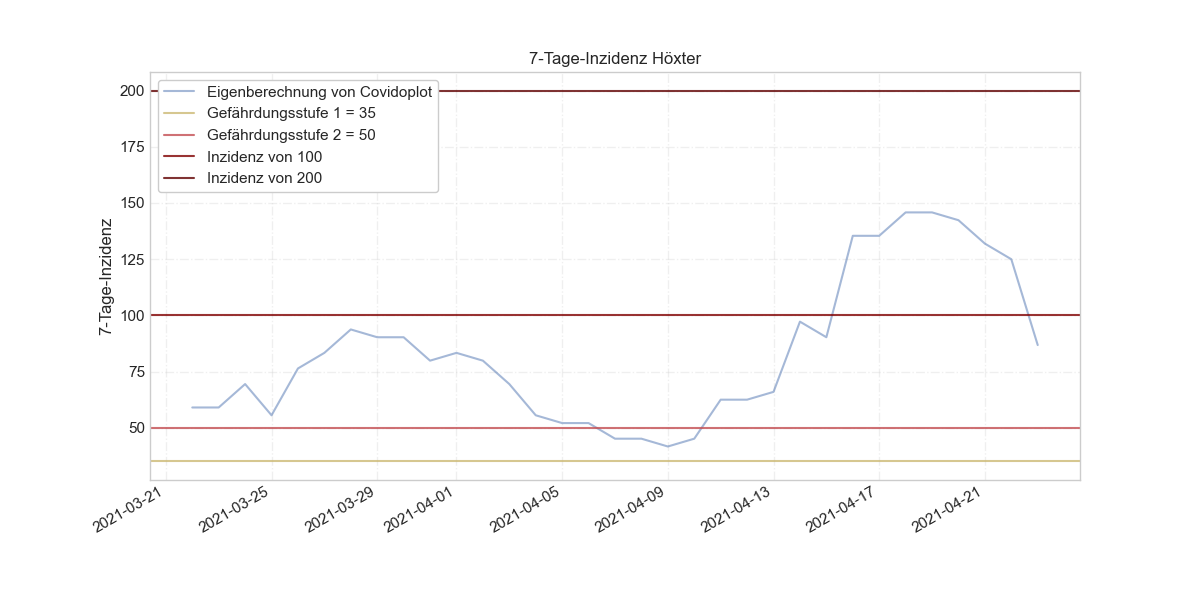 7-Tage-Inzidenz Höxter
Eigenberechnung von Covidoplot
Gefährdungsstufe 1 = 35
Gefährdungsstufe 2 = 50
Inzidenz von 100
Inzidenz von 200
7-Tage-Inzidenz
200
175
150
125
100
75
50
2021-03-21
2021-03-25
2021-03-29
2021-04-01
2021-04-05
2021-04-09
2021-04-13
2021-04-17
2021-04-21